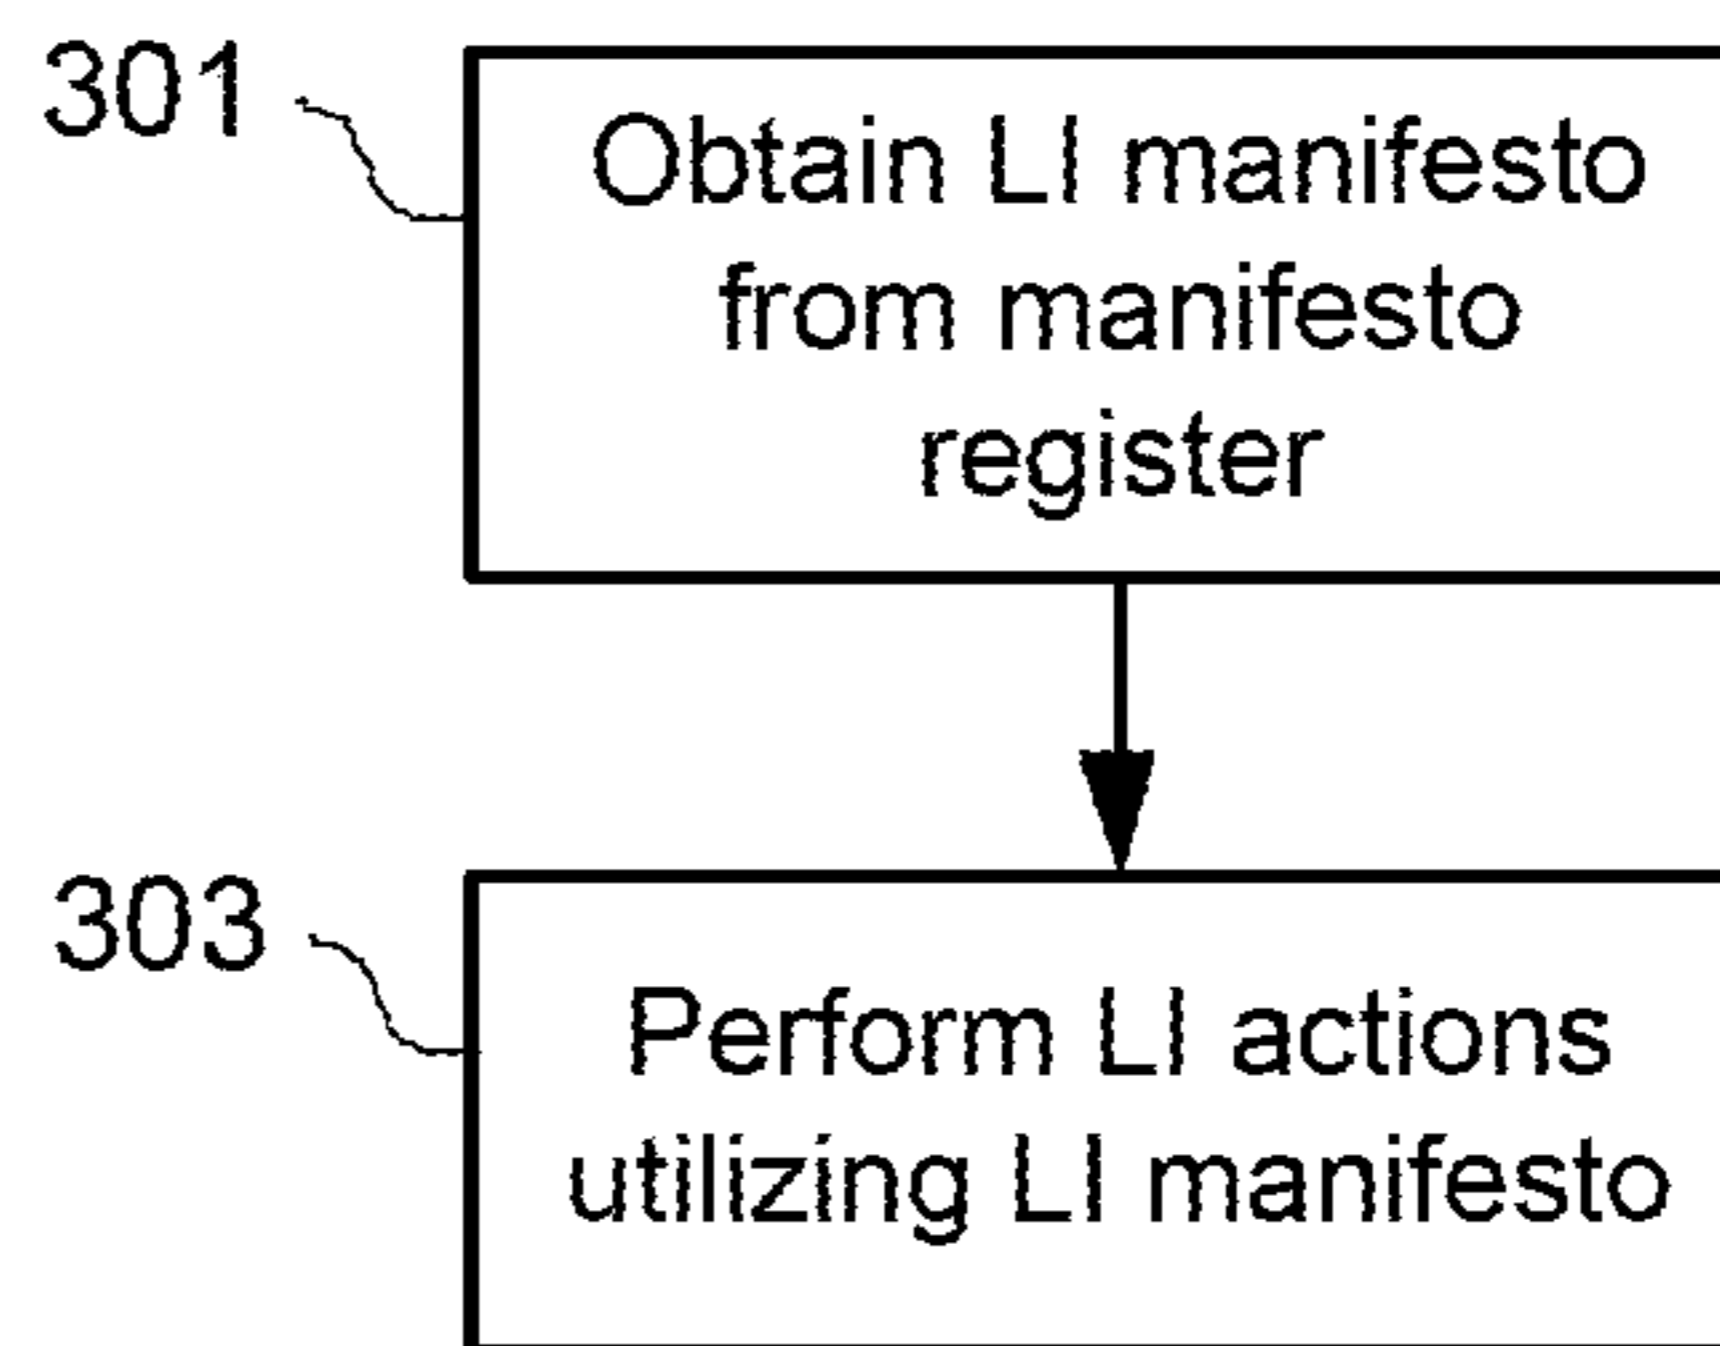 301
Obtain LI manifesto
from manifesto
register
303
Perform LI actions
utilizing LI manifesto